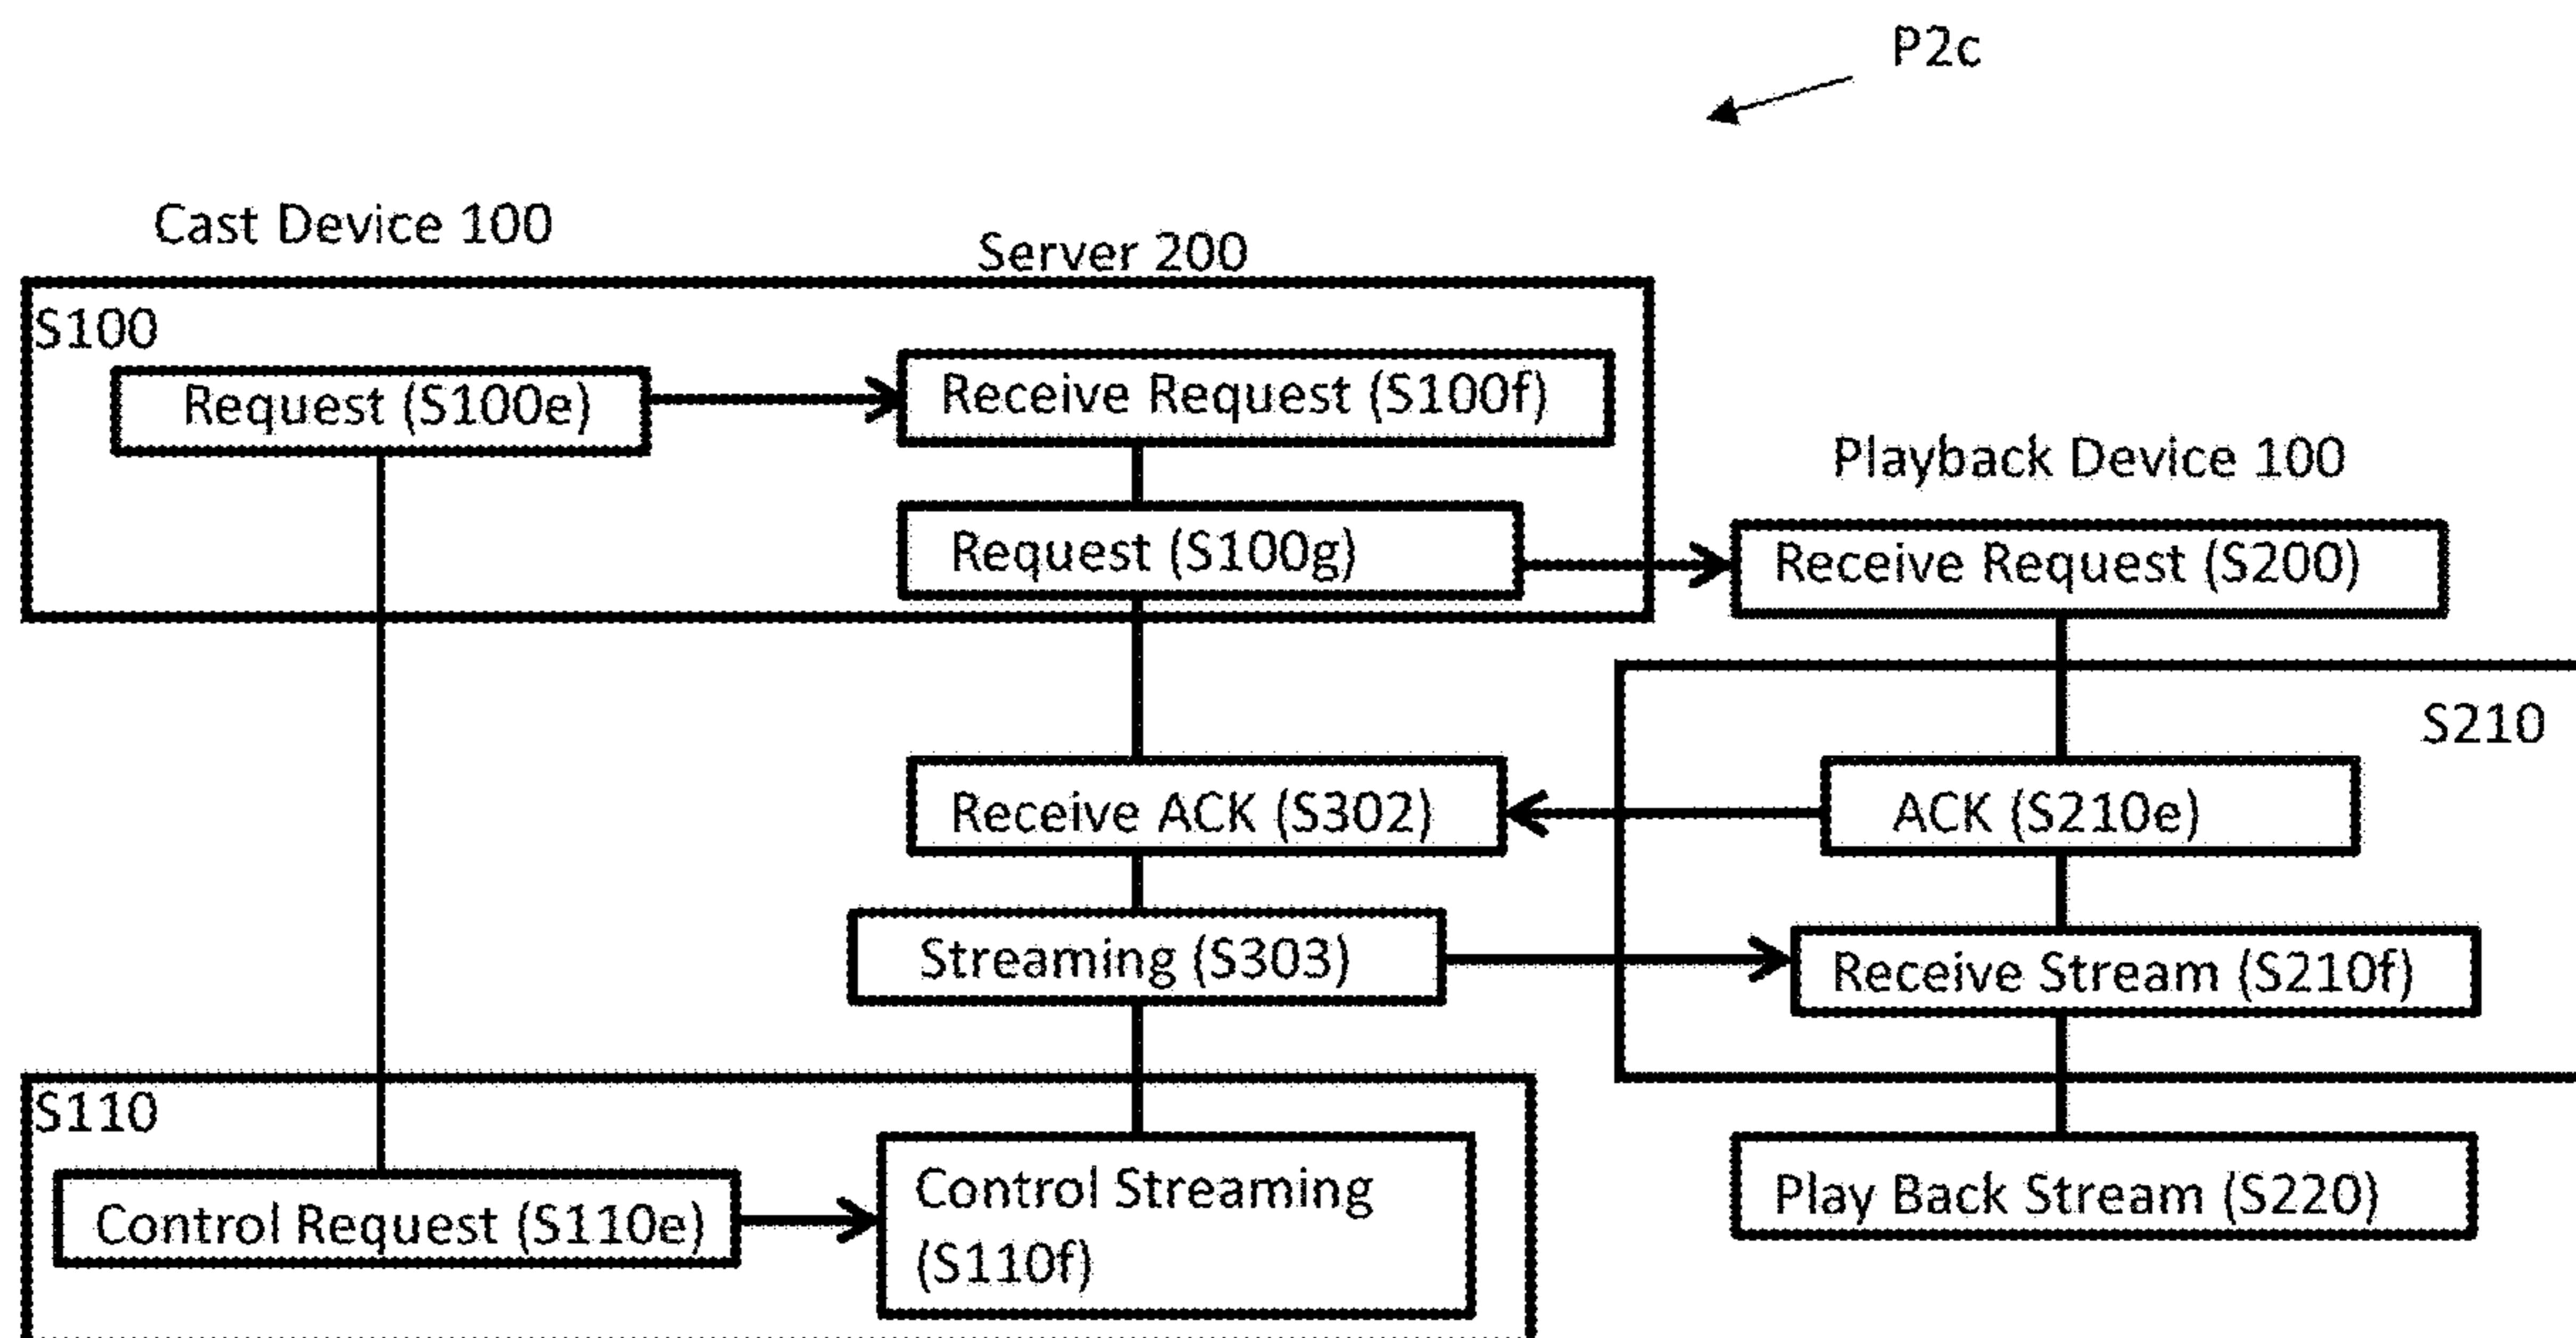 P2c
Cast Device 100
Server 200
S100
Request (S100e)
Receive Request (S100f)
Request (S100g)
Playback Device 100
Receive Request (S200)
S210
Receive ACK (S302)
ACK (S210e)
Streaming (S303)
Receive Stream (S210f)
S110
Control Request (S110e)
Control Streaming
(S110f)
Play Back Stream (S220)